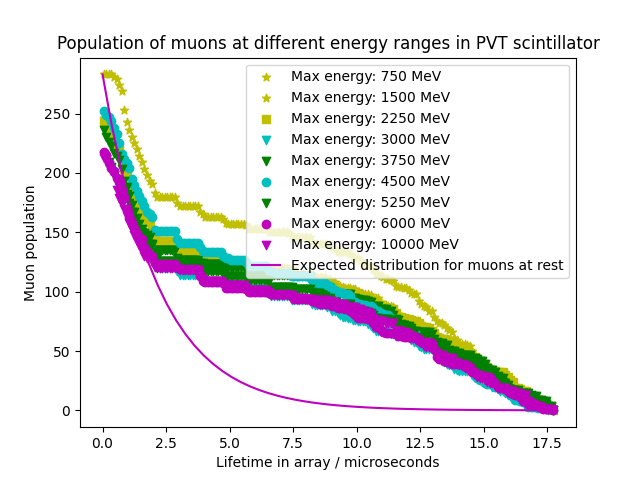 Population of muons at different energy ranges in PVT scintillator
Max energy: 750 MeV
Max energy: 1500 MeV
Max energy: 2250 MeV
Max energy: 3000 MeV
Max energy: 3750 MeV
Max energy: 4500 MeV
Max energy: 5250 MeV
Max energy: 6000 MeV
Max energy: 10000 MeV
Expected distribution for muons at rest
Muon population
250
200
150
100
50
0
0.0 2.5 5.0 7.5 10.0 12.5 15.0 17.5
Lifetime in array / microseconds